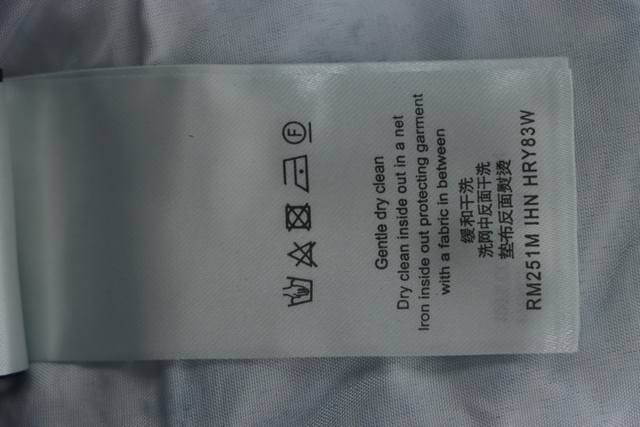 F
Gentle dry clean
Dry clean inside out in a net
Iron inside out protecting garment
with a fabric in between
缓和干洗
洗网中反面干洗
垫布反面熨烫
RM251M IHN HRY83W